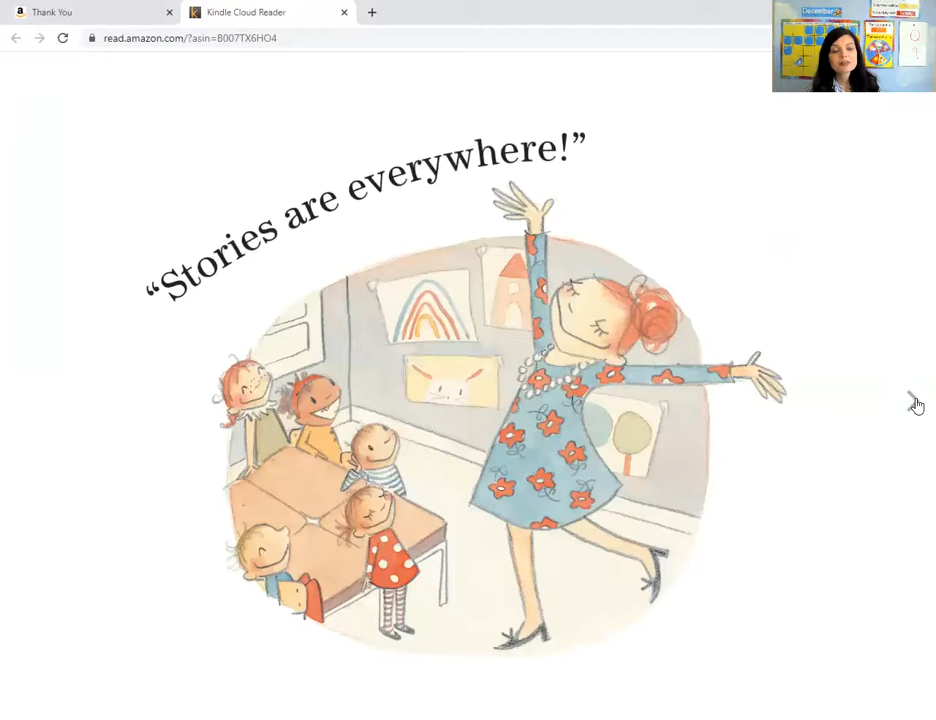 Thank You
Kindle Cloud Reader
read.amazon.com/?asin=B007TX6HO4
December
“Stories are everywhere!”